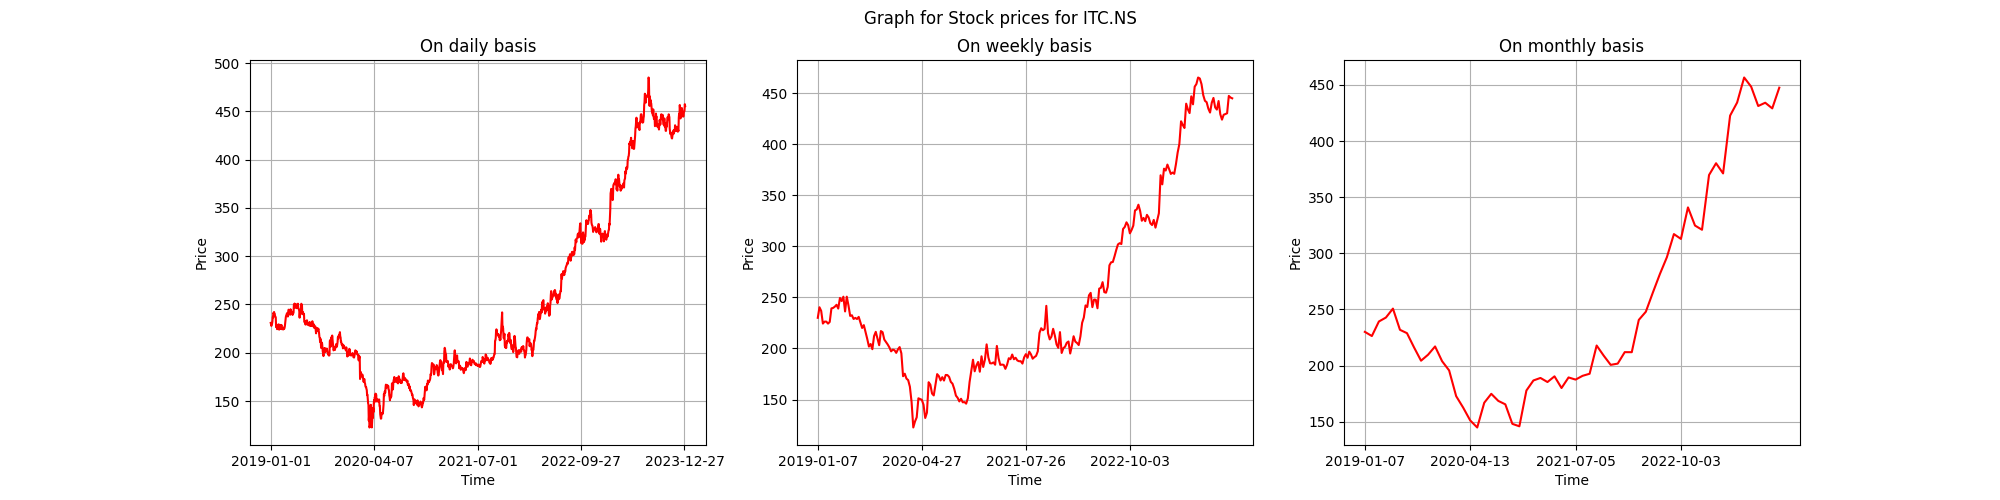 Graph for Stock prices for ITC.NS
On daily basis
Price
500
450
400
350
300
250
200
150
2019-01-01 2020-04-07 2021-07-01 2022-09-27 2023-12-27
Time
On weekly basis
Price
450
400
350
300
250
200
150
2019-01-07 2020-04-27 2021-07-26 2022-10-03
Time
On monthly basis
Price
450
400
350
300
250
200
150
2019-01-07 2020-04-13 2021-07-05 2022-10-03
Time